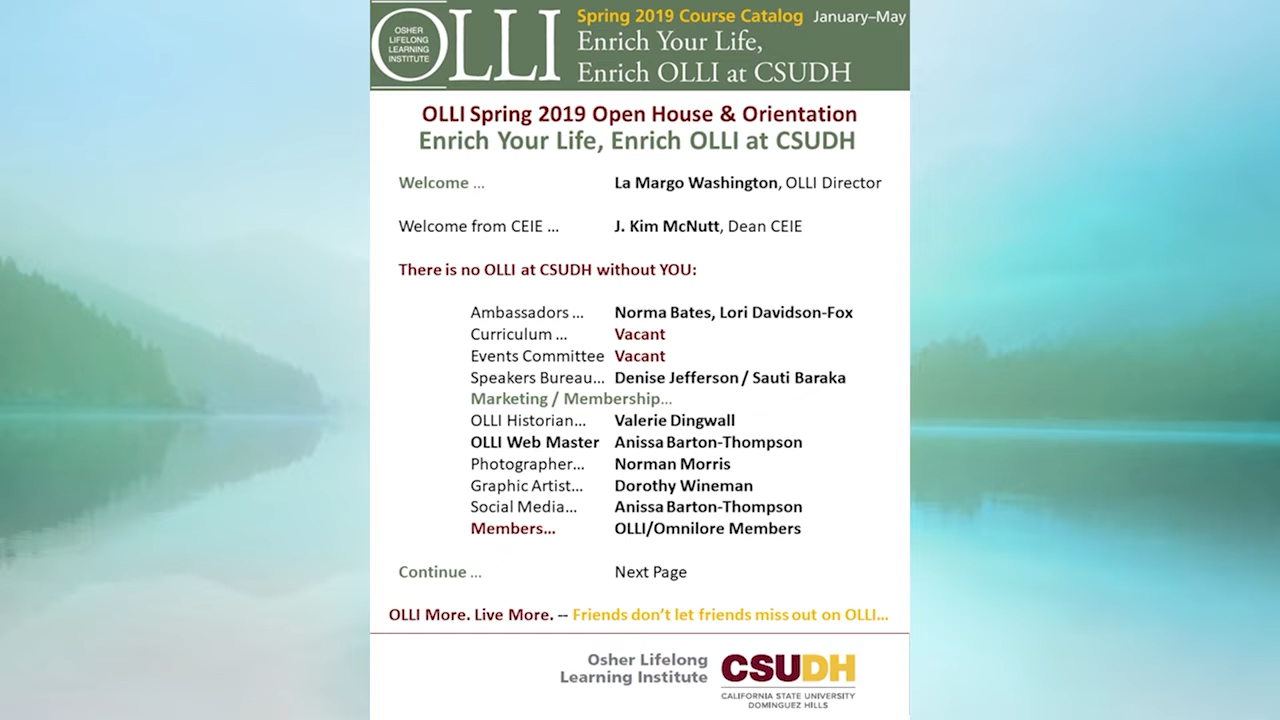 OSHER
LIFELONG
LEARNING
INSTITUTE
OLLI
Spring 2019 Course Catalog January–May
Enrich Your Life,
Enrich OLLI at CSUDH
OLLI Spring 2019 Open House & Orientation
Enrich Your Life, Enrich OLLI at CSUDH
Welcome ... La Margo Washington, OLLI Director
Welcome from CEIE ... J. Kim McNutt, Dean CEIE
There is no OLLI at CSUDH without YOU:
Ambassadors ... Norma Bates, Lori Davidson-Fox
Curriculum ... Vacant
Events Committee Vacant
Speakers Bureau... Denise Jefferson / Sauti Baraka
Marketing / Membership...
OLLI Historian... Valerie Dingwall
OLLI Web Master Anissa Barton-Thompson
Photographer... Norman Morris
Graphic Artist... Dorothy Wineman
Social Media... Anissa Barton-Thompson
Members... OLLI/Omnilore Members
Continue ... Next Page
OLLI More. Live More. -- Friends don't let friends miss out on OLLI...
Osher Lifelong
Learning Institute
CSUDH
CALIFORNIA STATE UNIVERSITY
DOMINGUEZ HILLS